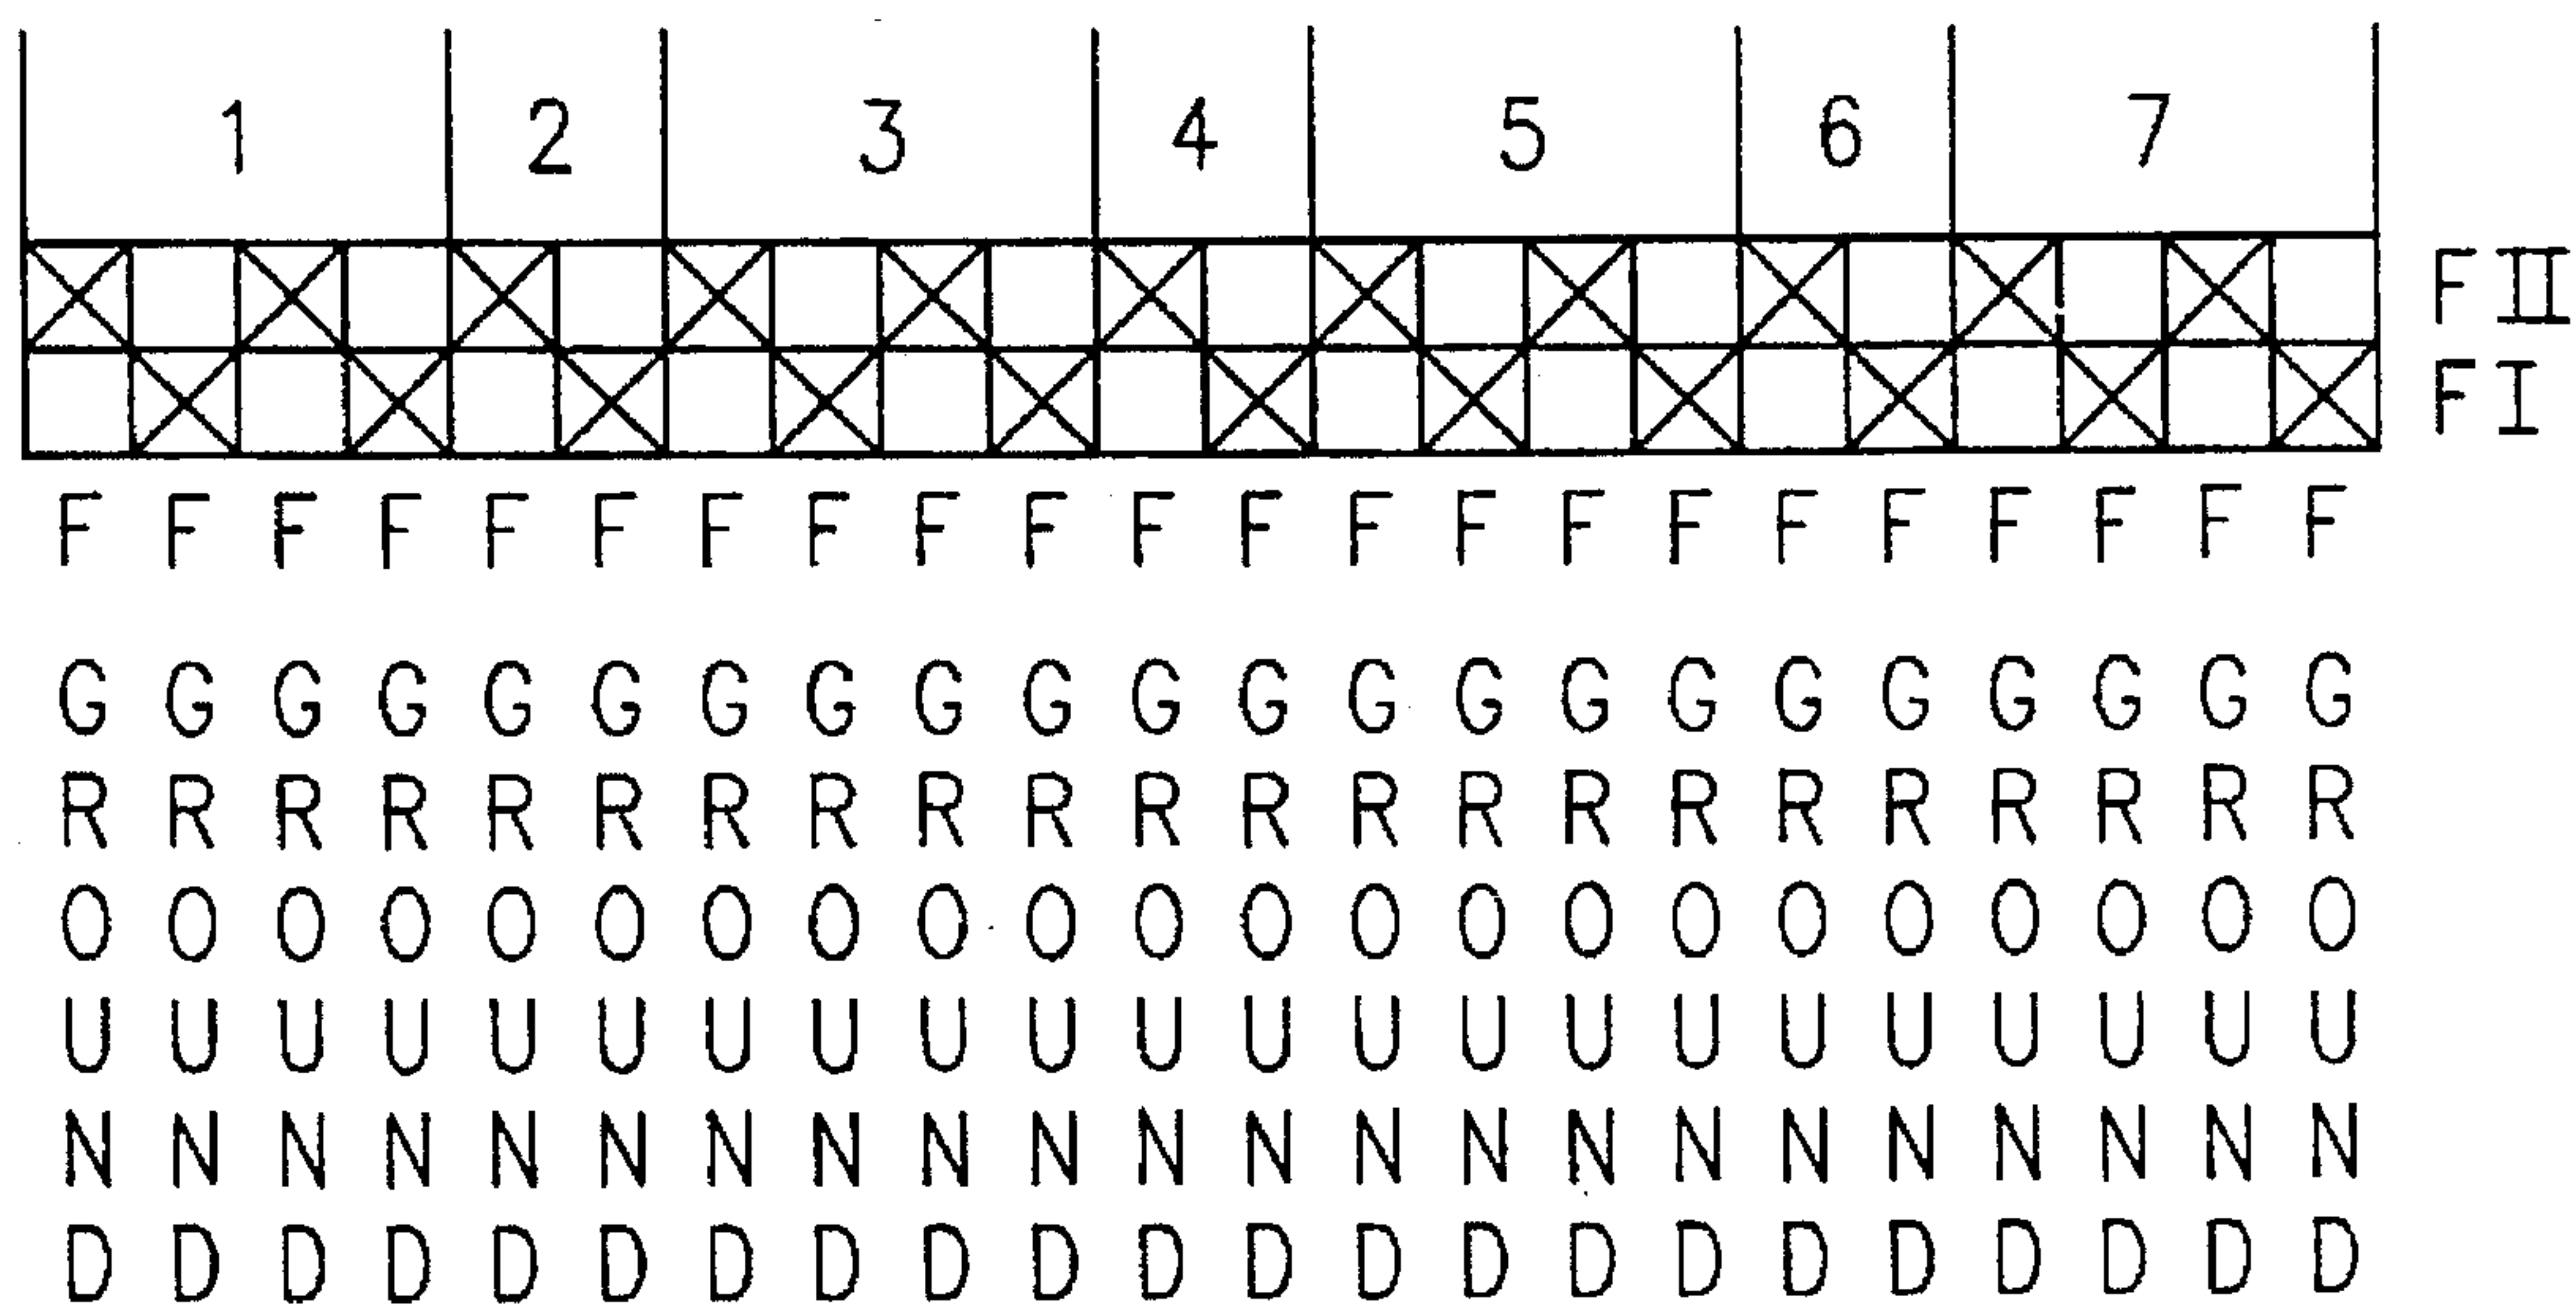 1 2 3 4 5 6 7
FII
FI
F F F F F F F F F F F F F F F F F F F F F F
G G G G G G G G G G G G G G G G G G G G G G
R R R R R R R R R R R R R R R R R R R R R R
O O O O O O O O O O O O O O O O O O O O O O
U U U U U U U U U U U U U U U U U U U U U U
N N N N N N N N N N N N N N N N N N N N N N
D D D D D D D D D D D D D D D D D D D D D D